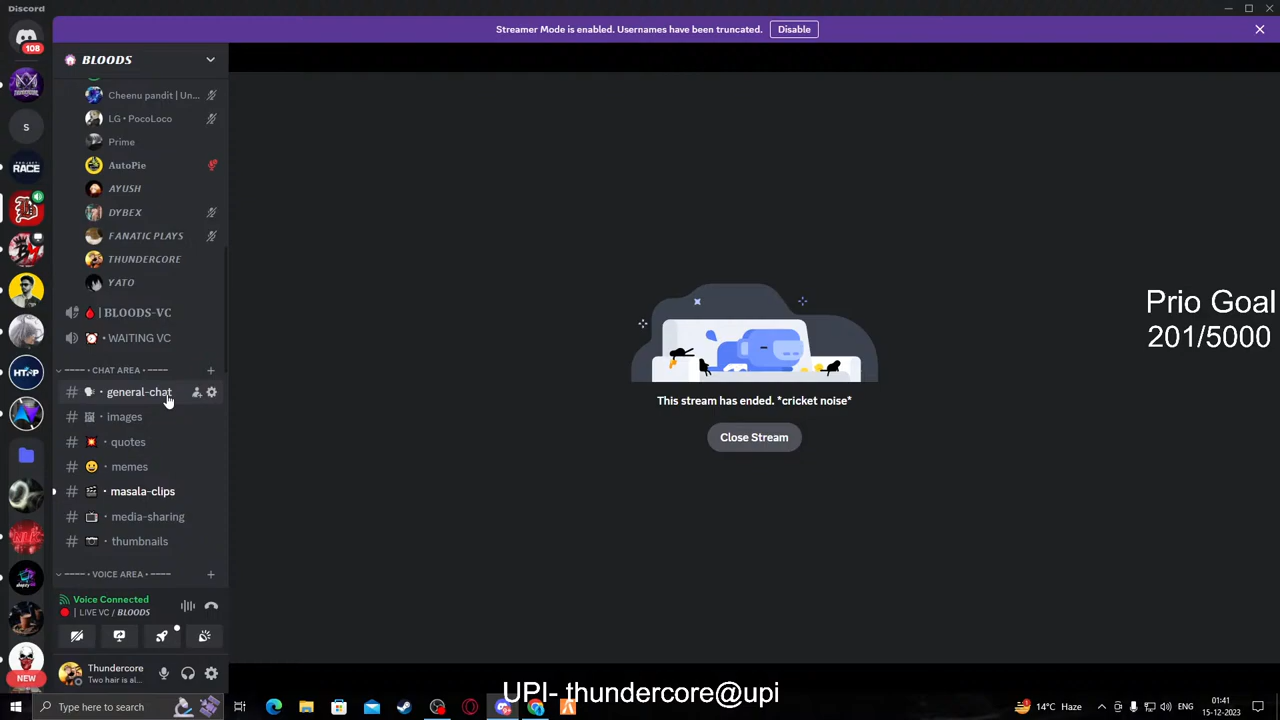 Discord
Streamer Mode is enabled. Usernames have been truncated.
Disable
108
BLOODS
Cheenu pandit | Un...
LG • PocoLoco
Prime
S
PROJECT
RACE
AutoPie
AYUSH
DYBEX
FANATIC PLAYS
THUNDERCORE
YATO
| BLOODS-VC
• WAITING VC
---- CHAT AREA • ----
• general-chat
• images
• quotes
• memes
• masala-clips
• media-sharing
• thumbnails
---- • VOICE AREA • ----
HTRP
Voice Connected
| LIVE VC / BLOODS
Thundercore
Two hair is al...
NEW
This stream has ended. *cricket noise*
Close Stream
Prio Goal
201/5000
UPI- thundercore@upi
Type here to search
14°C Haze
ENG
01:41
15-12-2023